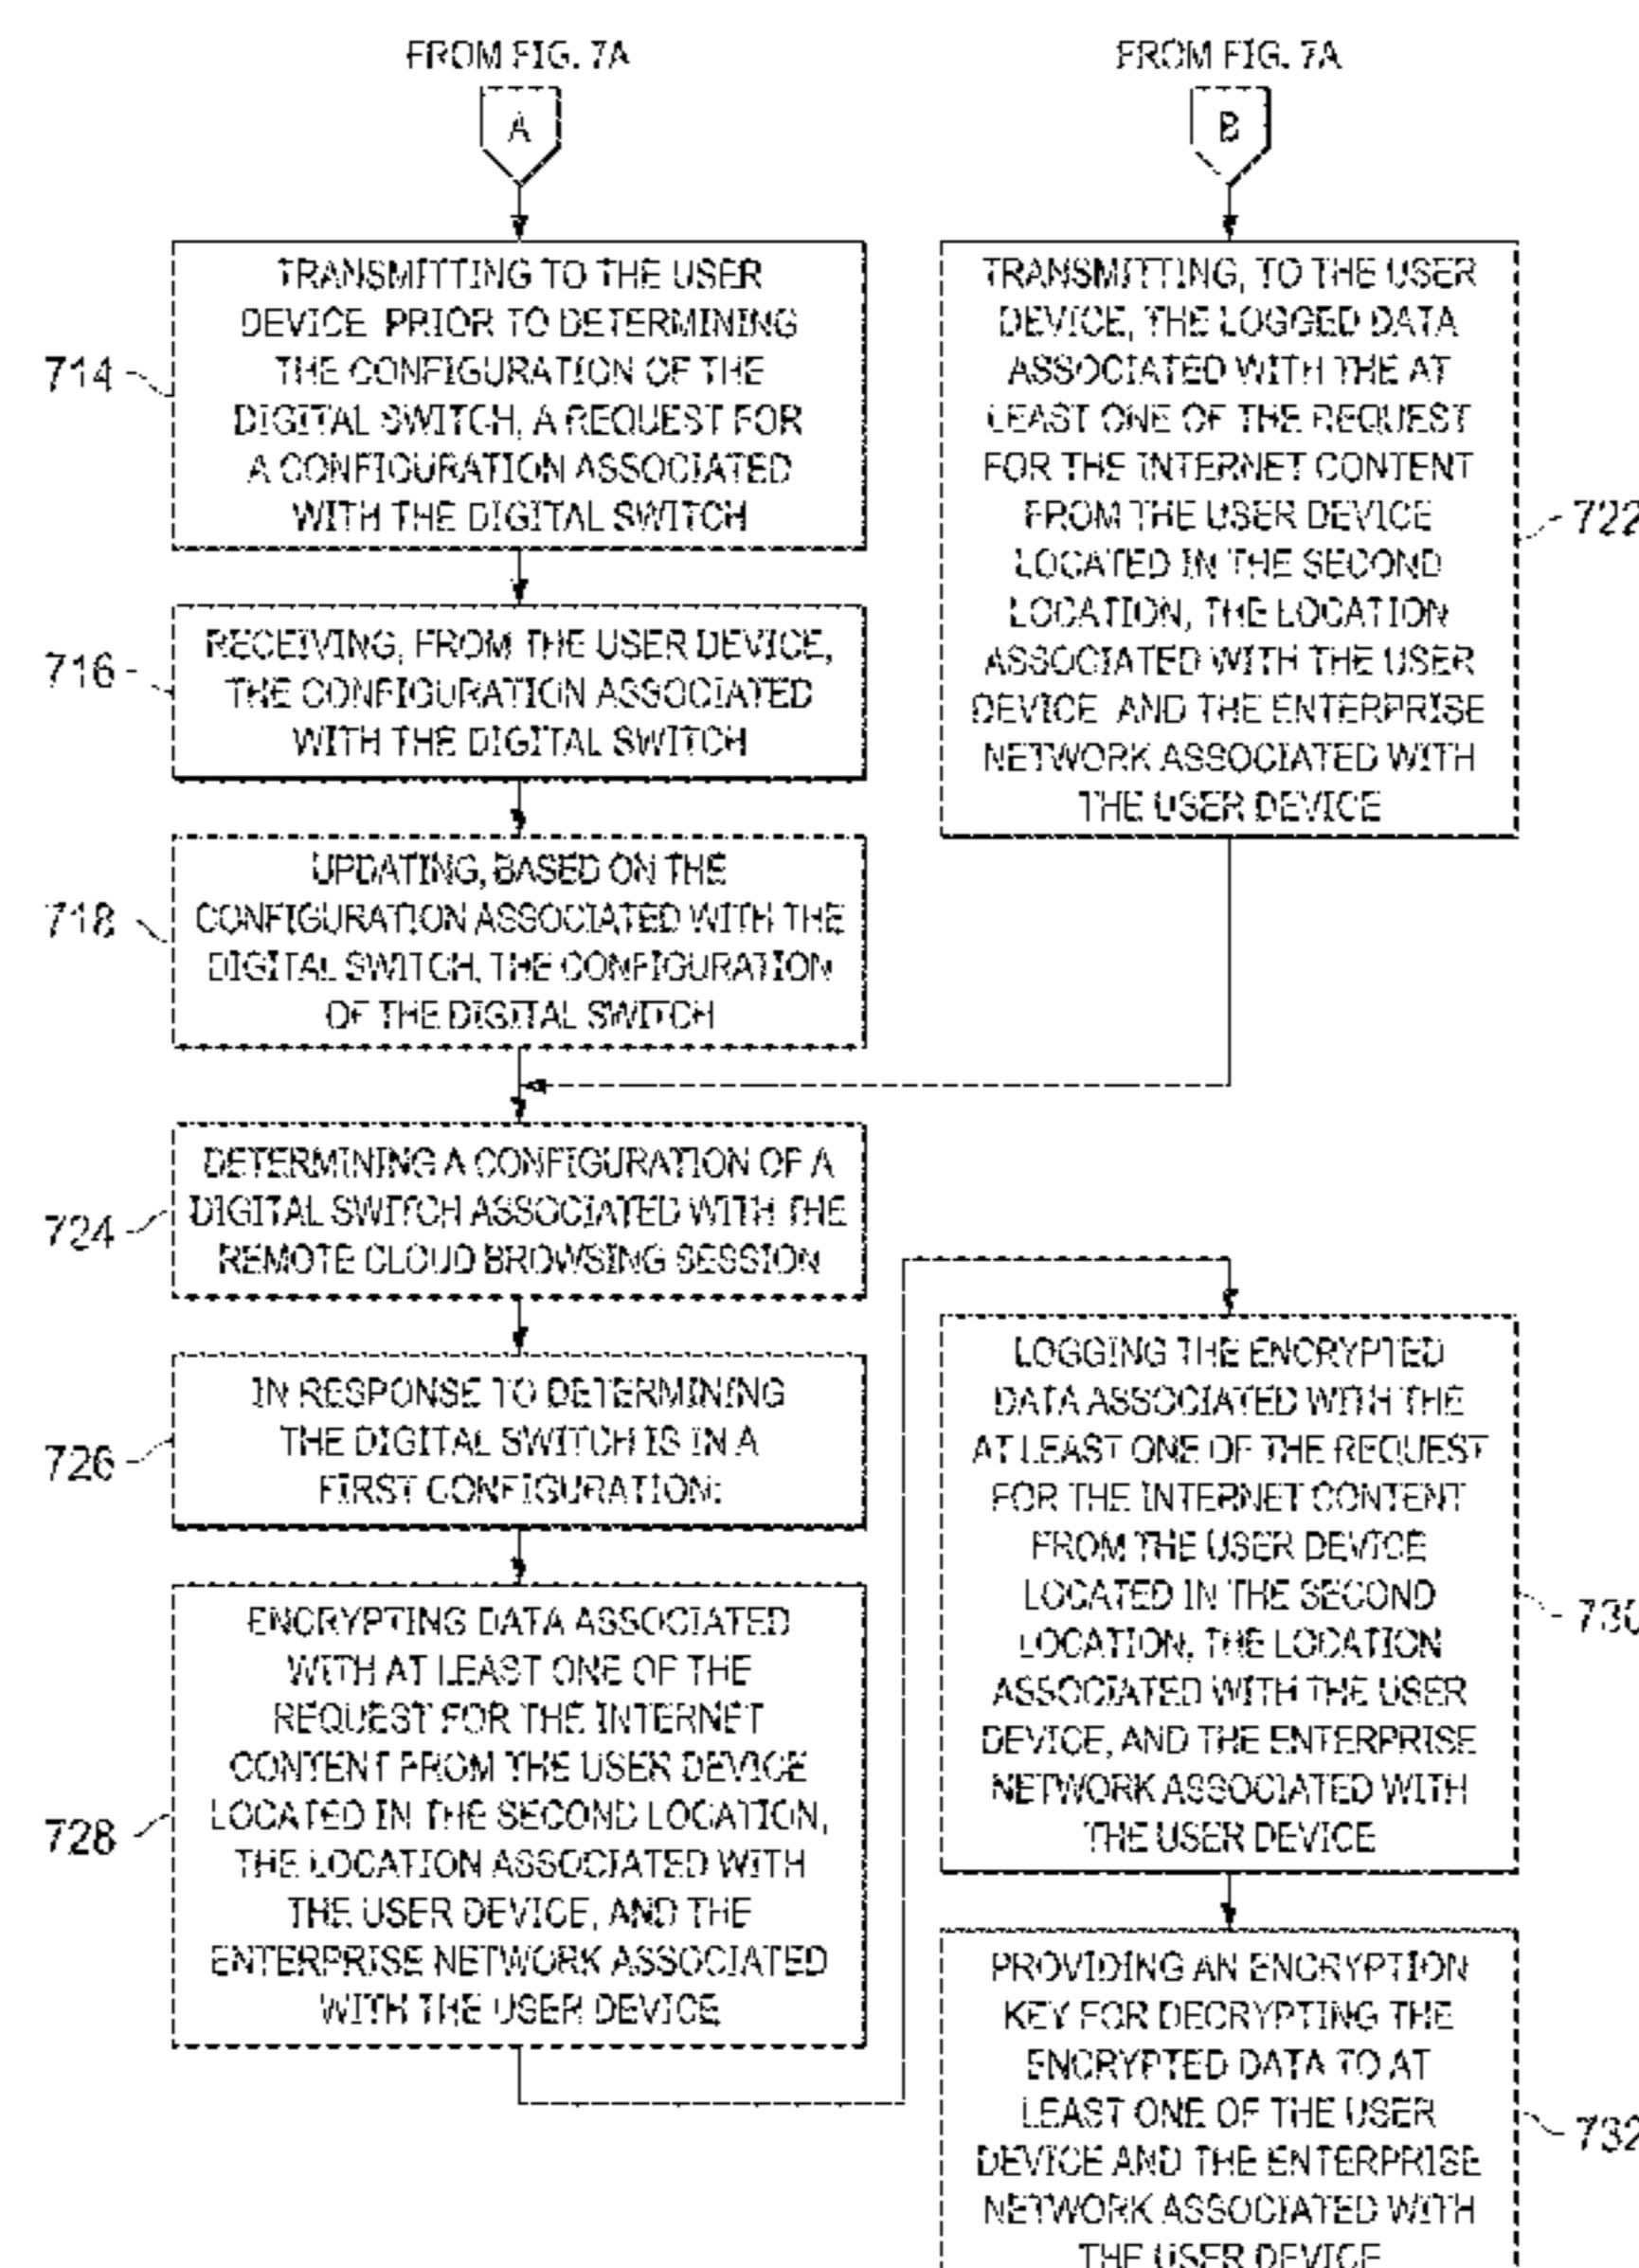 FROM FIG. 7A
A
714
TRANSMITTING TO THE USER
DEVICE PRIOR TO DETERMINING
THE CONFIGURATION OF THE
DIGITAL SWITCH, A REQUEST FOR
A CONFIGURATION ASSOCIATED
WITH THE DIGITAL SWITCH
716
RECEIVING, FROM THE USER DEVICE,
THE CONFIGURATION ASSOCIATED
WITH THE DIGITAL SWITCH
718
UPDATING, BASED ON THE
CONFIGURATION ASSOCIATED WITH THE
DIGITAL SWITCH, THE CONFIGURATION
OF THE DIGITAL SWITCH
FROM FIG. 7A
B
TRANSMITTING, TO THE USER
DEVICE, THE LOGGED DATA
ASSOCIATED WITH THE AT
LEAST ONE OF THE REQUEST
FOR THE INTERNET CONTENT
FROM THE USER DEVICE
LOCATED IN THE SECOND
LOCATION, THE LOCATION
ASSOCIATED WITH THE USER
DEVICE AND THE ENTERPRISE
NETWORK ASSOCIATED WITH
THE USER DEVICE
722
724
DETERMINING A CONFIGURATION OF A
DIGITAL SWITCH ASSOCIATED WITH THE
REMOTE CLOUD BROWSING SESSION
726
IN RESPONSE TO DETERMINING
THE DIGITAL SWITCH IS IN A
FIRST CONFIGURATION:
728
ENCRYPTING DATA ASSOCIATED
WITH AT LEAST ONE OF THE
REQUEST FOR THE INTERNET
CONTENT FROM THE USER DEVICE
LOCATED IN THE SECOND LOCATION,
THE LOCATION ASSOCIATED WITH
THE USER DEVICE, AND THE
ENTERPRISE NETWORK ASSOCIATED
WITH THE USER DEVICE
LOGGING THE ENCRYPTED
DATA ASSOCIATED WITH THE
AT LEAST ONE OF THE REQUEST
FOR THE INTERNET CONTENT
FROM THE USER DEVICE
LOCATED IN THE SECOND
LOCATION, THE LOCATION
ASSOCIATED WITH THE USER
DEVICE, AND THE ENTERPRISE
NETWORK ASSOCIATED WITH
THE USER DEVICE
730
PROVIDING AN ENCRYPTION
KEY FOR DECRYPTING THE
ENCRYPTED DATA TO AT
LEAST ONE OF THE USER
DEVICE AND THE ENTERPRISE
NETWORK ASSOCIATED WITH
THE USER DEVICE
732